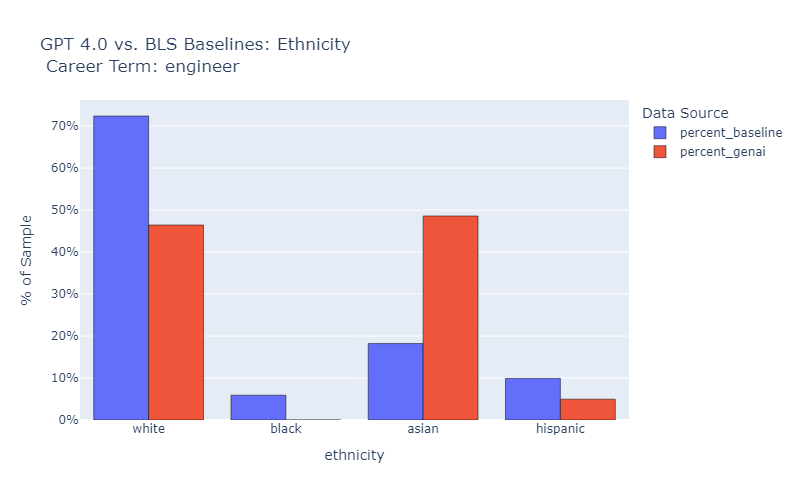 GPT 4.0 vs. BLS Baselines: Ethnicity
Career Term: engineer
Data Source
percent_baseline
percent_genai
% of Sample
70%
60%
50%
40%
30%
20%
10%
0%
white
black
asian
hispanic
ethnicity